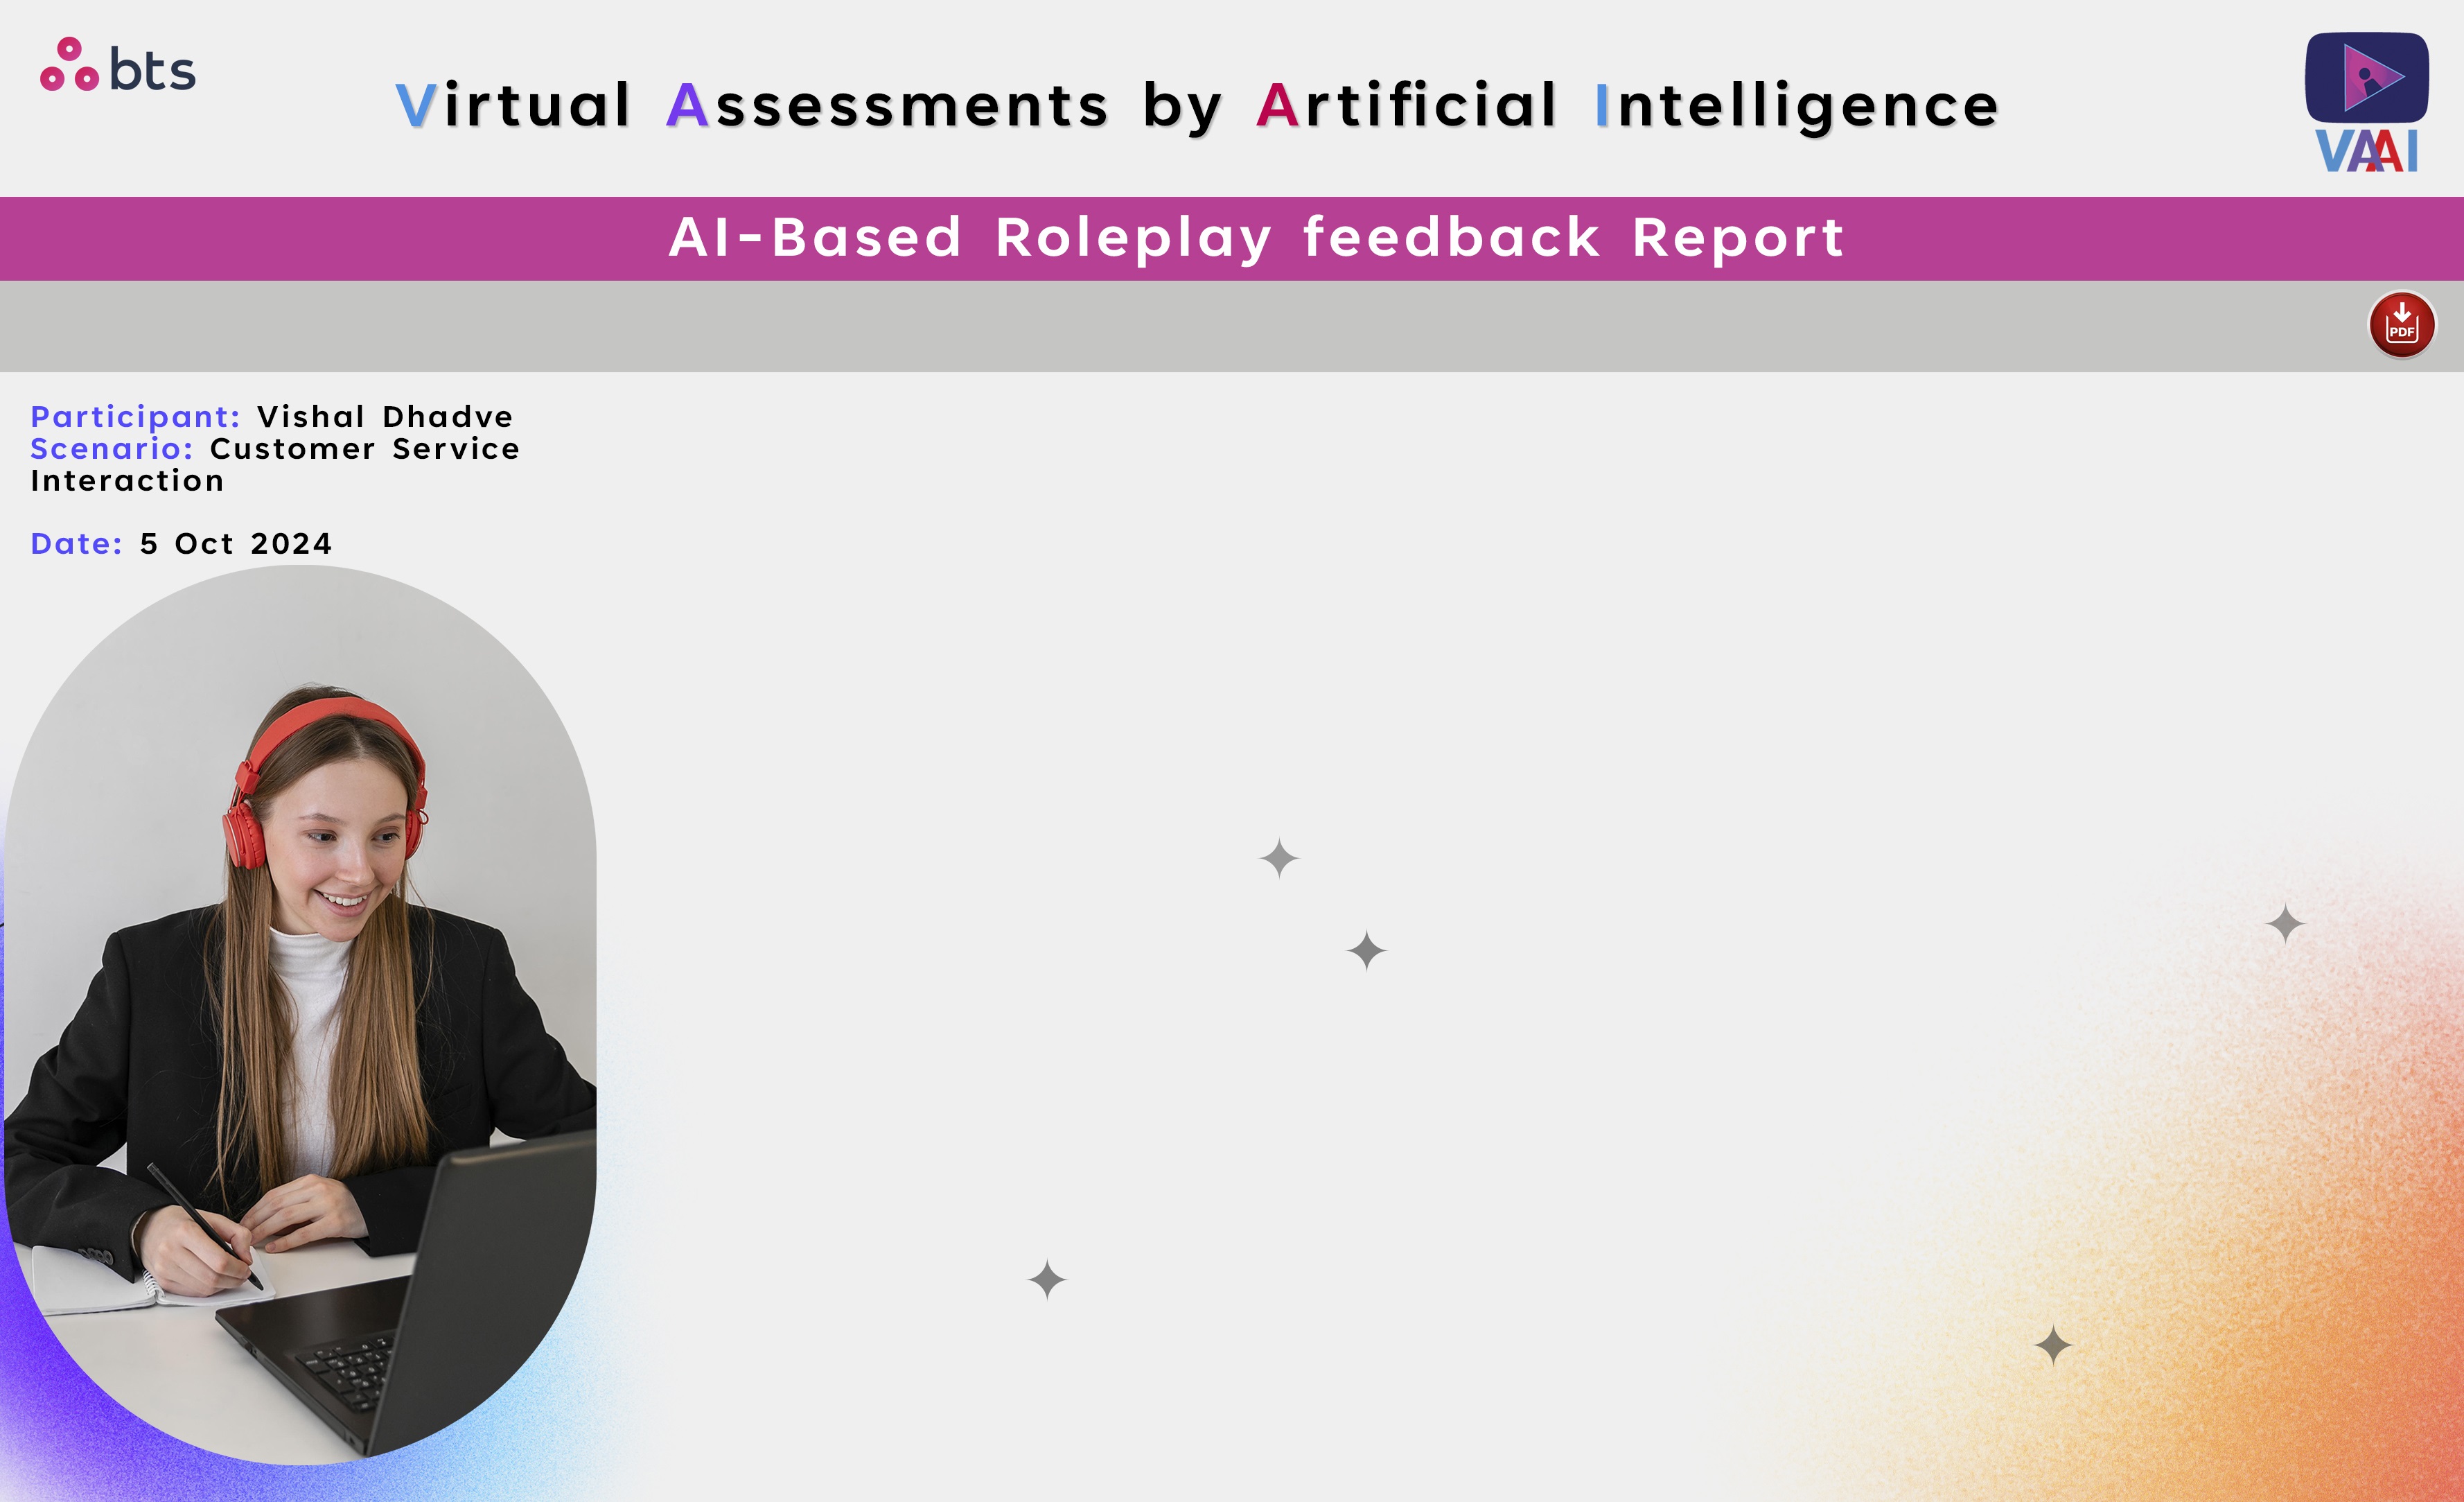 bts
Virtual Assessments by Artificial Intelligence
VAAI
AI-Based Roleplay feedback Report
PDF
Participant: Vishal Dhadve
Scenario: Customer Service
Interaction
Date: 5 Oct 2024